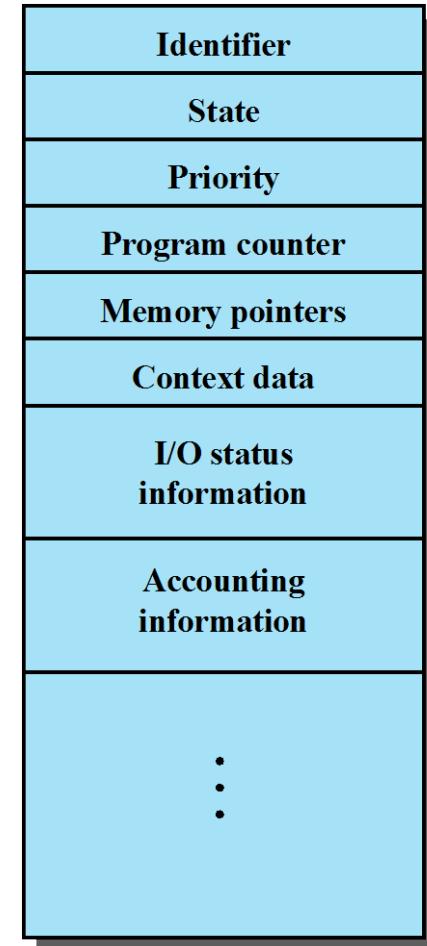 Identifier
State
Priority
Program counter
Memory pointers
Context data
I/O status
information
Accounting
information